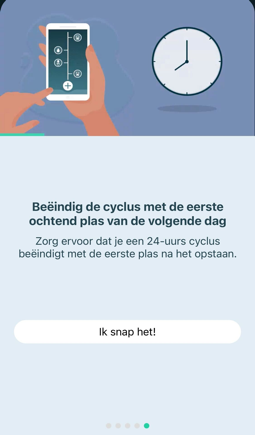 Beëindig de cyclus met de eerste
ochtend plas van de volgende dag
Zorg ervoor dat je een 24-uurs cyclus
beëindigt met de eerste plas na het opstaan.
Ik snap het!